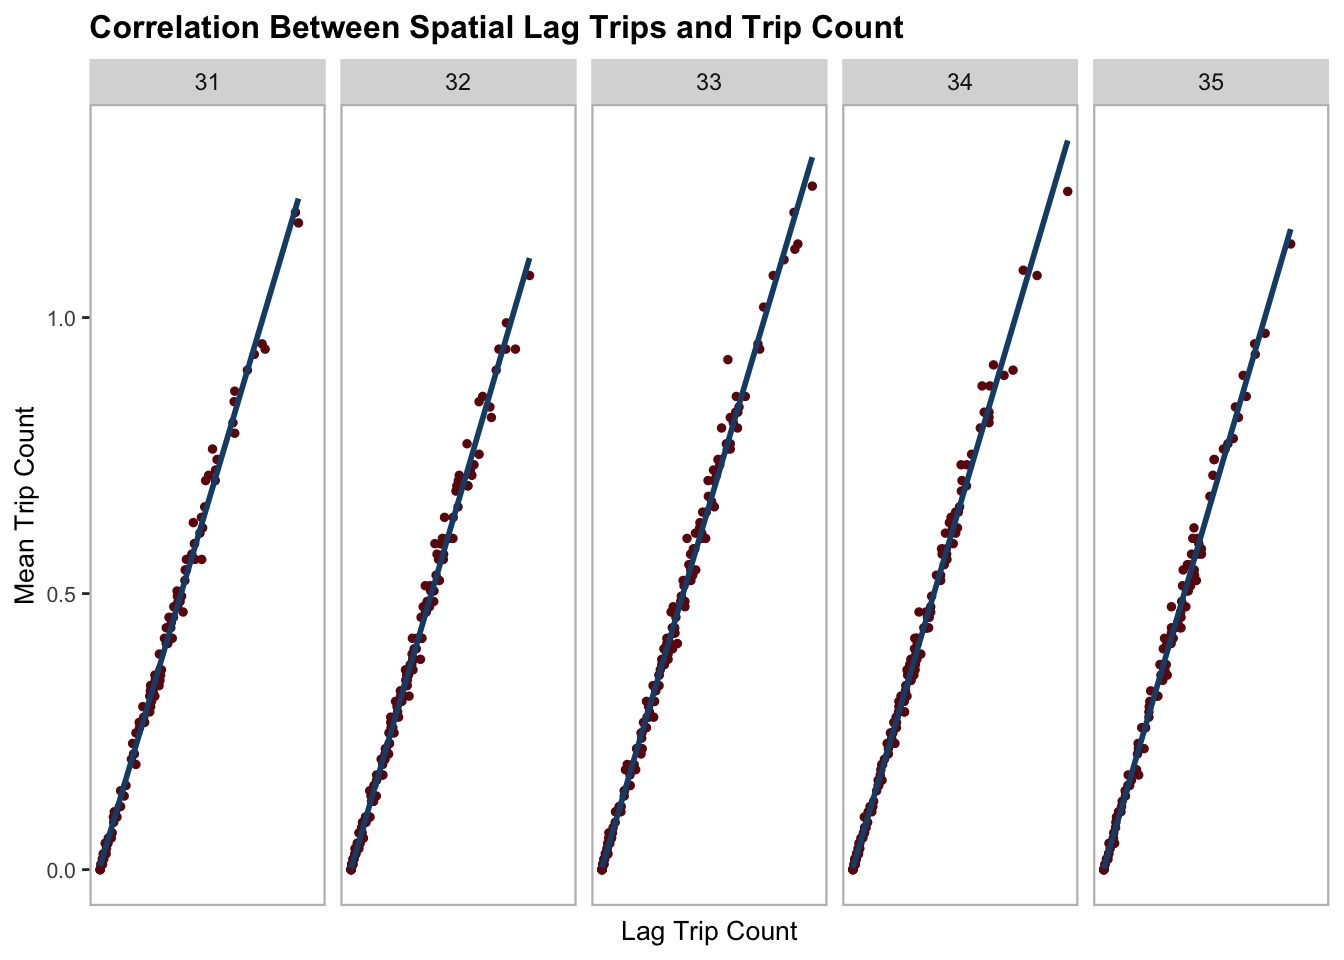 Correlation Between Spatial Lag Trips and Trip Count
31 32 33 34 35
Mean Trip Count
1.0
0.5
0.0
Lag Trip Count